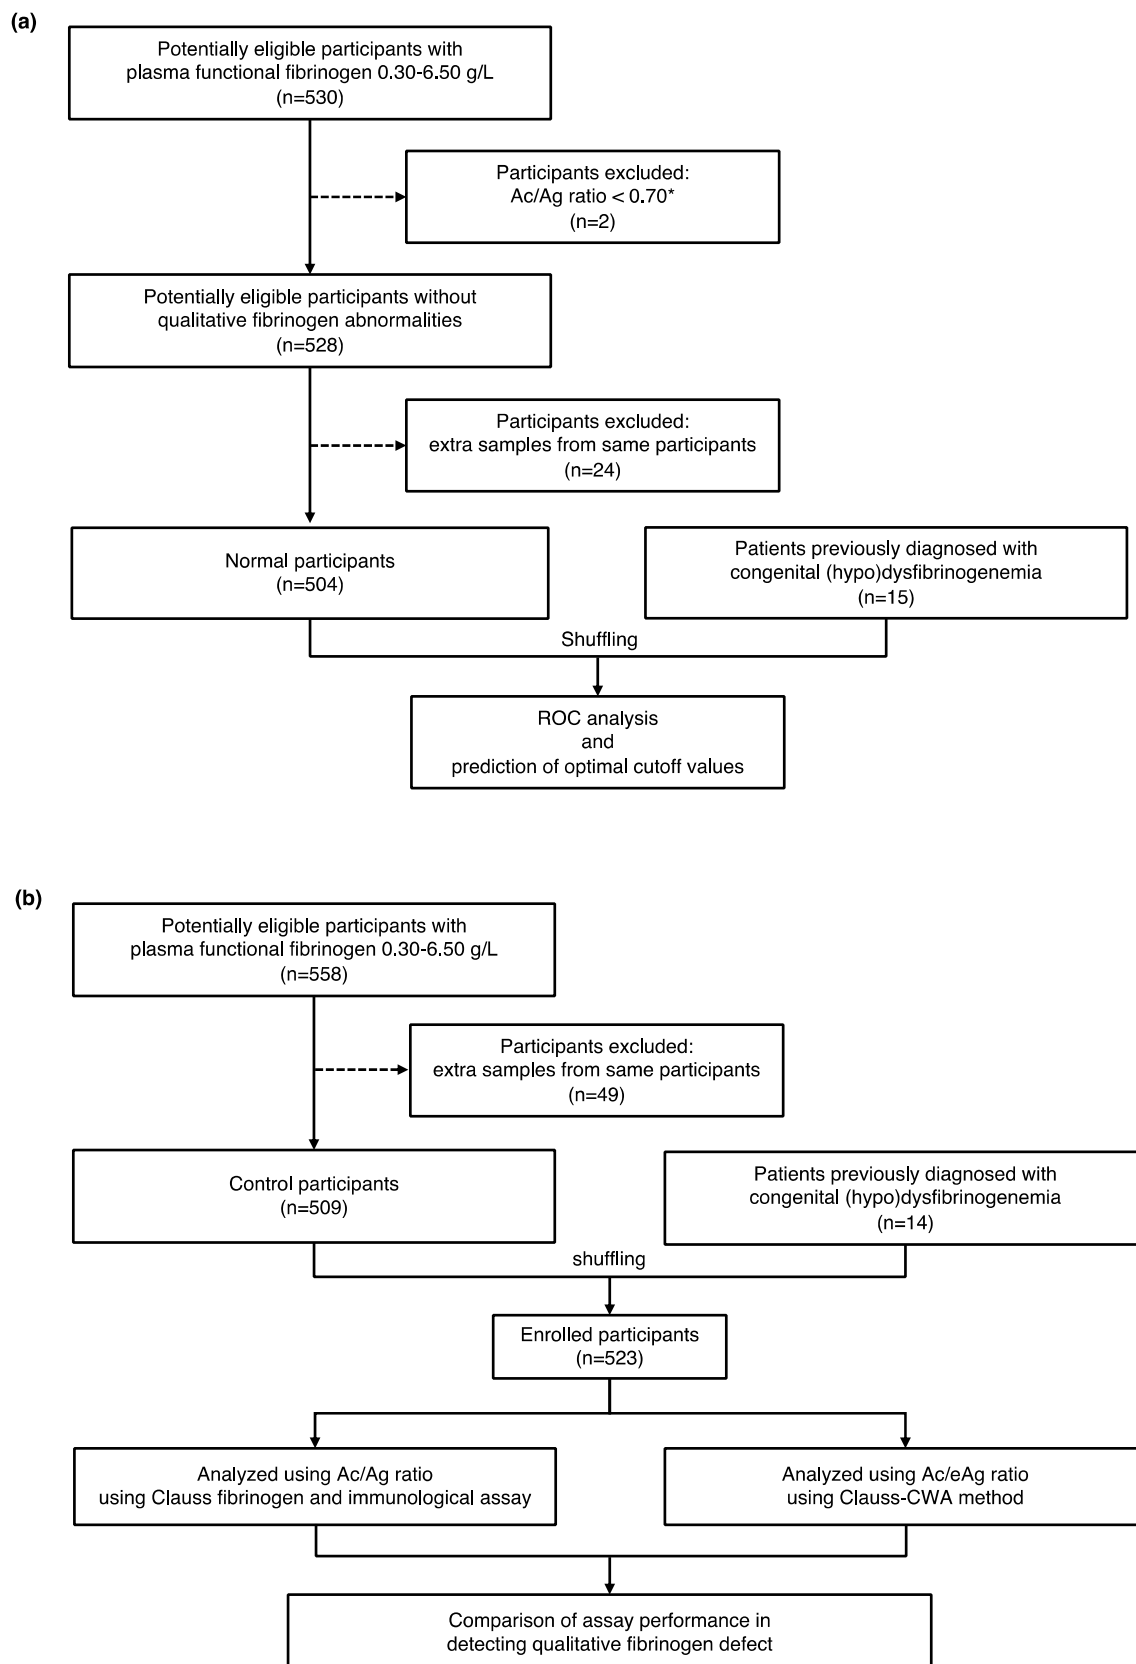 (a)
Potentially eligible participants with
plasma functional fibrinogen 0.30-6.50 g/L
(n=530)
Participants excluded:
Ac/Ag ratio < 0.70*
(n=2)
Potentially eligible participants without
qualitative fibrinogen abnormalities
(n=528)
Participants excluded:
extra samples from same participants
(n=24)
Normal participants
(n=504)
Patients previously diagnosed with
congenital (hypo)dysfibrinogenemia
(n=15)
Shuffling
ROC analysis
and
prediction of optimal cutoff values
(b)
Potentially eligible participants with
plasma functional fibrinogen 0.30-6.50 g/L
(n=558)
Participants excluded:
extra samples from same participants
(n=49)
Control participants
(n=509)
Patients previously diagnosed with
congenital (hypo)dysfibrinogenemia
(n=14)
shuffling
Enrolled participants
(n=523)
Analyzed using Ac/Ag ratio
using Clauss fibrinogen and immunological assay
Analyzed using Ac/eAg ratio
using Clauss-CWA method
Comparison of assay performance in
detecting qualitative fibrinogen defect